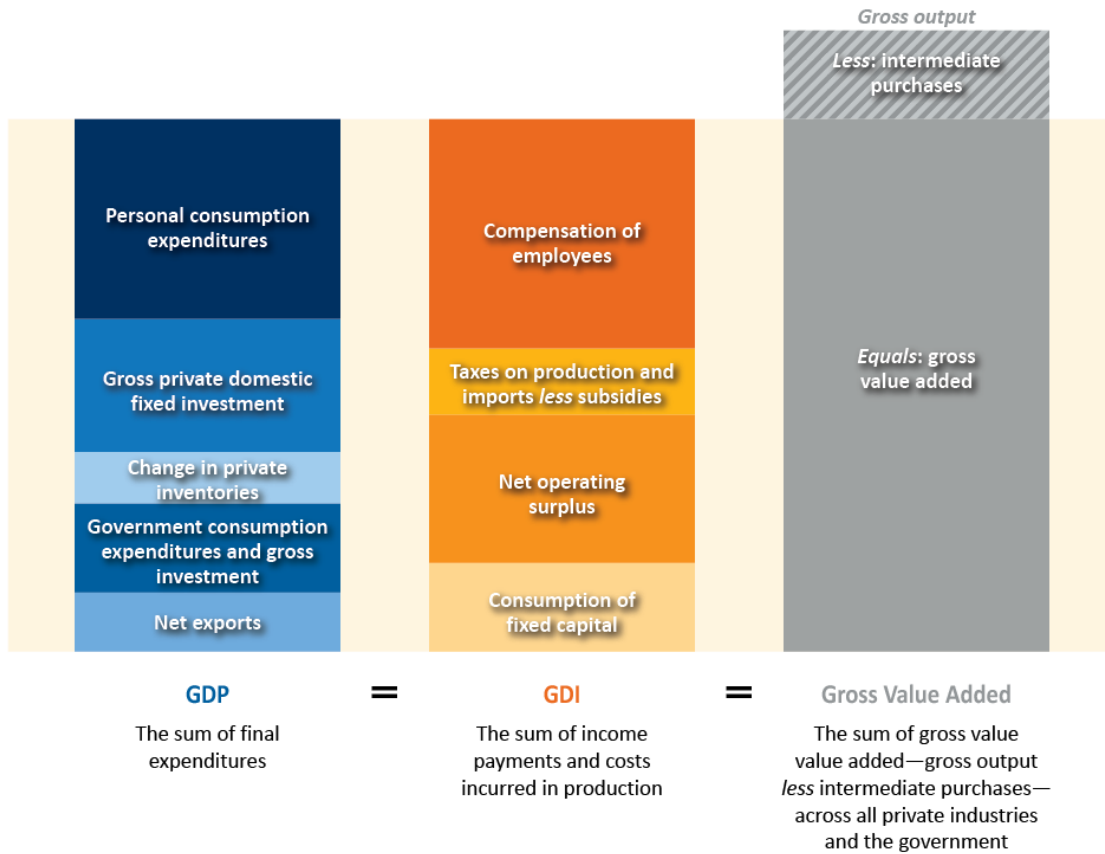 Gross output
Less: intermediate
purchases
Personal consumption
expenditures
Gross private domestic
fixed investment
Change in private
inventories
Government consumption
expenditures and gross
investment
Net exports
Compensation of
employees
Taxes on production and
imports less subsidies
Net operating
surplus
Consumption of
fixed capital
Equals: gross
value added
GDP
=
GDI
=
Gross Value Added
The sum of final
expenditures
The sum of income
payments and costs
incurred in production
The sum of gross value
value added—gross output
less intermediate purchases—
across all private industries
and the government